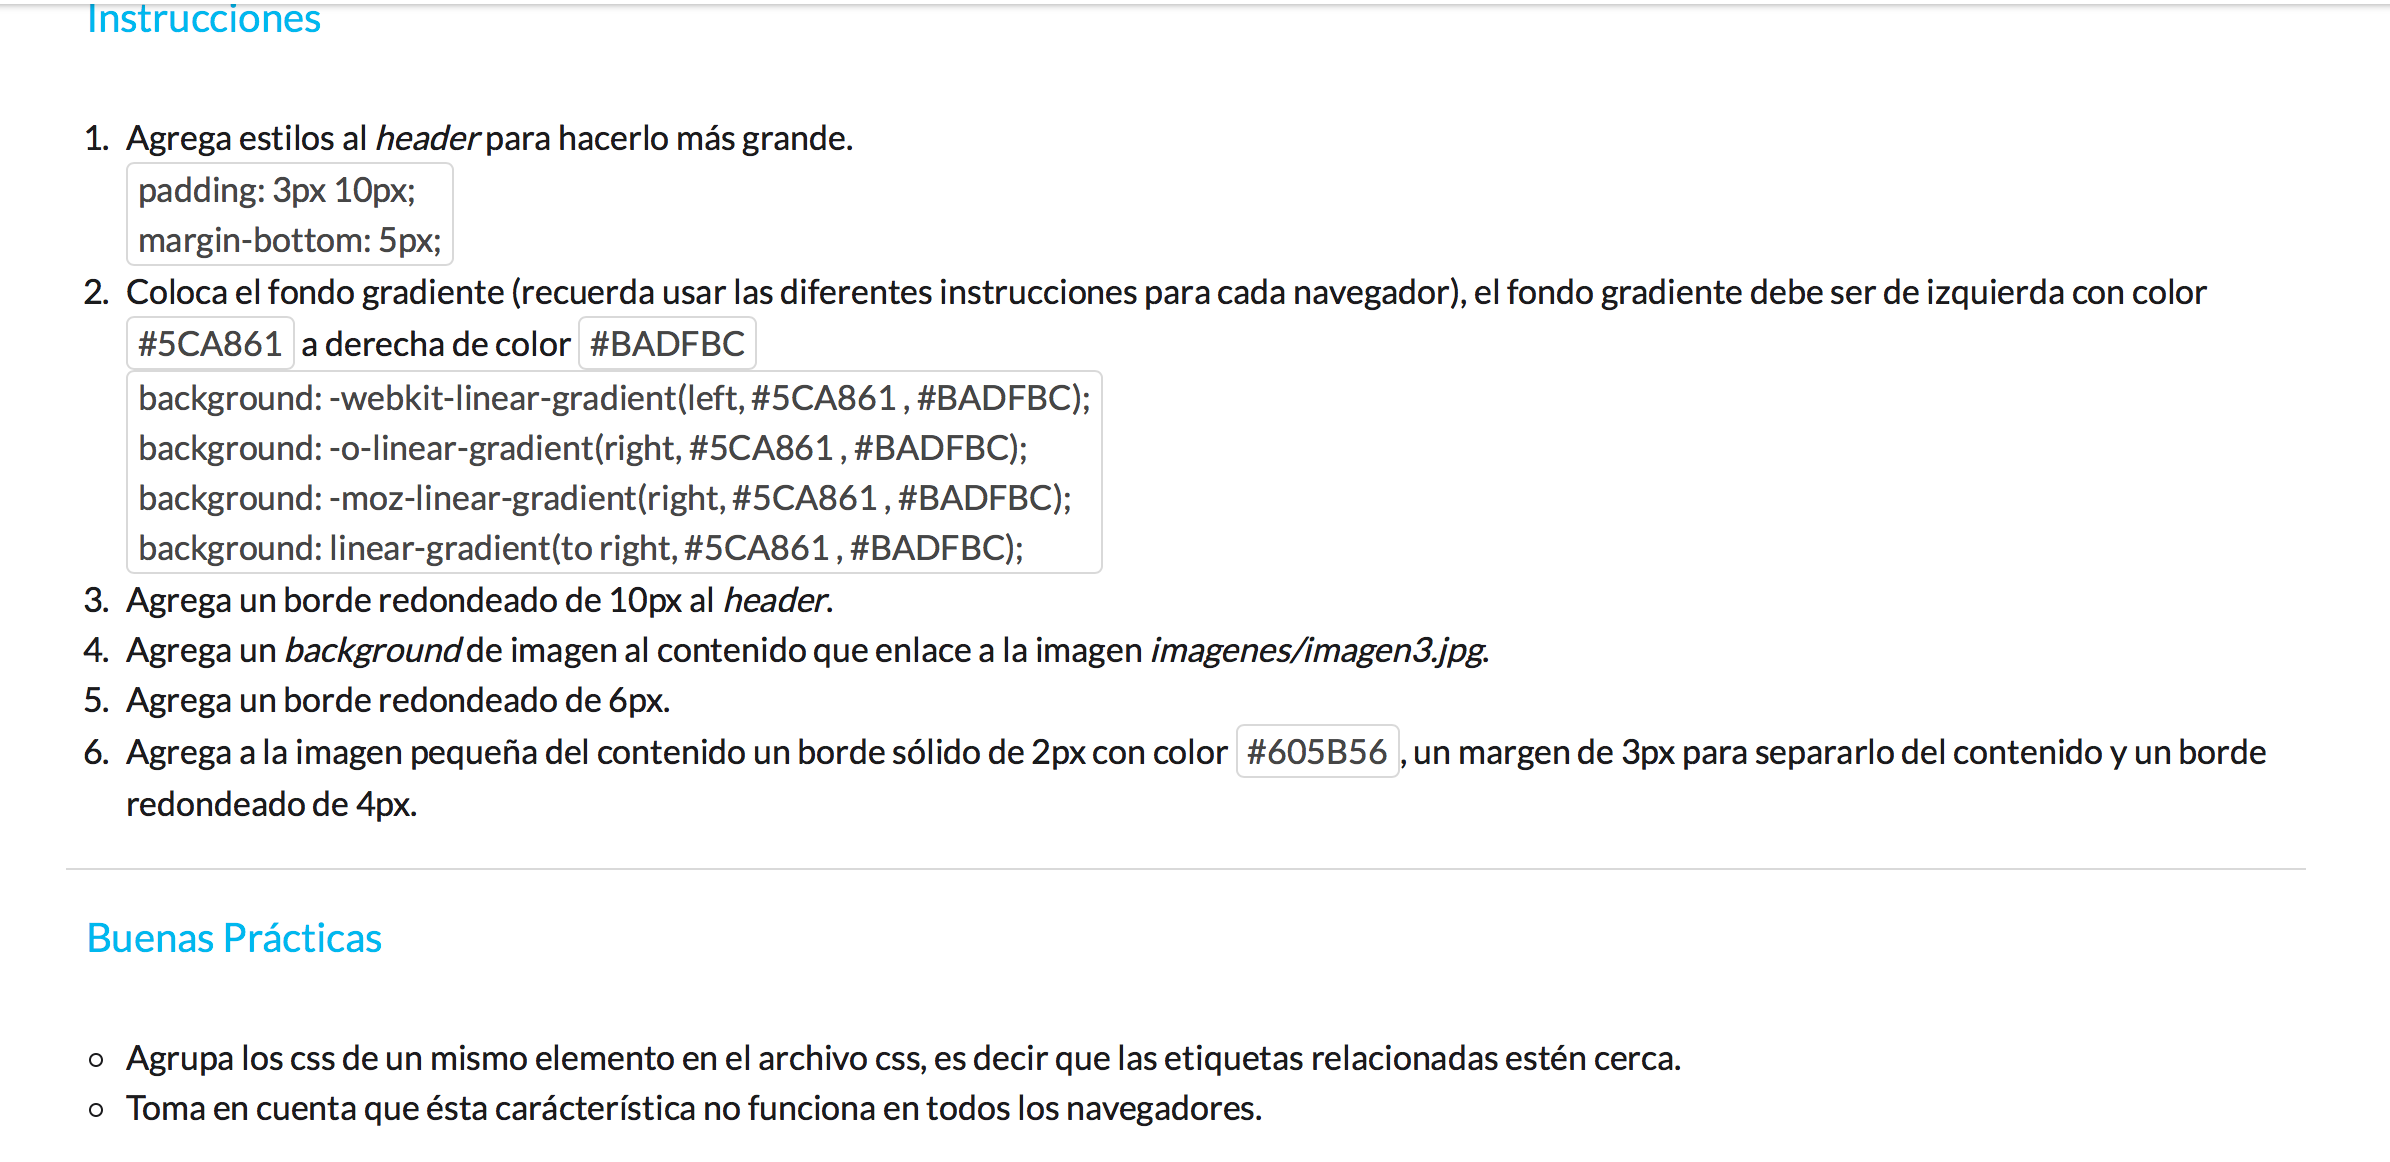 Instrucciones
1. Agrega estilos al header para hacerlo más grande.
padding: 3px 10px;
margin-bottom: 5px;
2. Coloca el fondo gradiente (recuerda usar las diferentes instrucciones para cada navegador), el fondo gradiente debe ser de izquierda con color
#5CA861 a derecha de color #BADFBC
background: -webkit-linear-gradient(left, #5CA861 , #BADFBC);
background: -o-linear-gradient(right, #5CA861 , #BADFBC);
background: -moz-linear-gradient(right, #5CA861 , #BADFBC);
background: linear-gradient(to right, #5CA861 , #BADFBC);
3. Agrega un borde redondeado de 10px al header.
4. Agrega un background de imagen al contenido que enlace a la imagen imagenes/imagen3.jpg.
5. Agrega un borde redondeado de 6px.
6. Agrega a la imagen pequeña del contenido un borde sólido de 2px con color #605B56 , un margen de 3px para separarlo del contenido y un borde
redondeado de 4px.
Buenas Prácticas
Agrupa los css de un mismo elemento en el archivo css, es decir que las etiquetas relacionadas estén cerca.
Toma en cuenta que ésta carácterística no funciona en todos los navegadores.